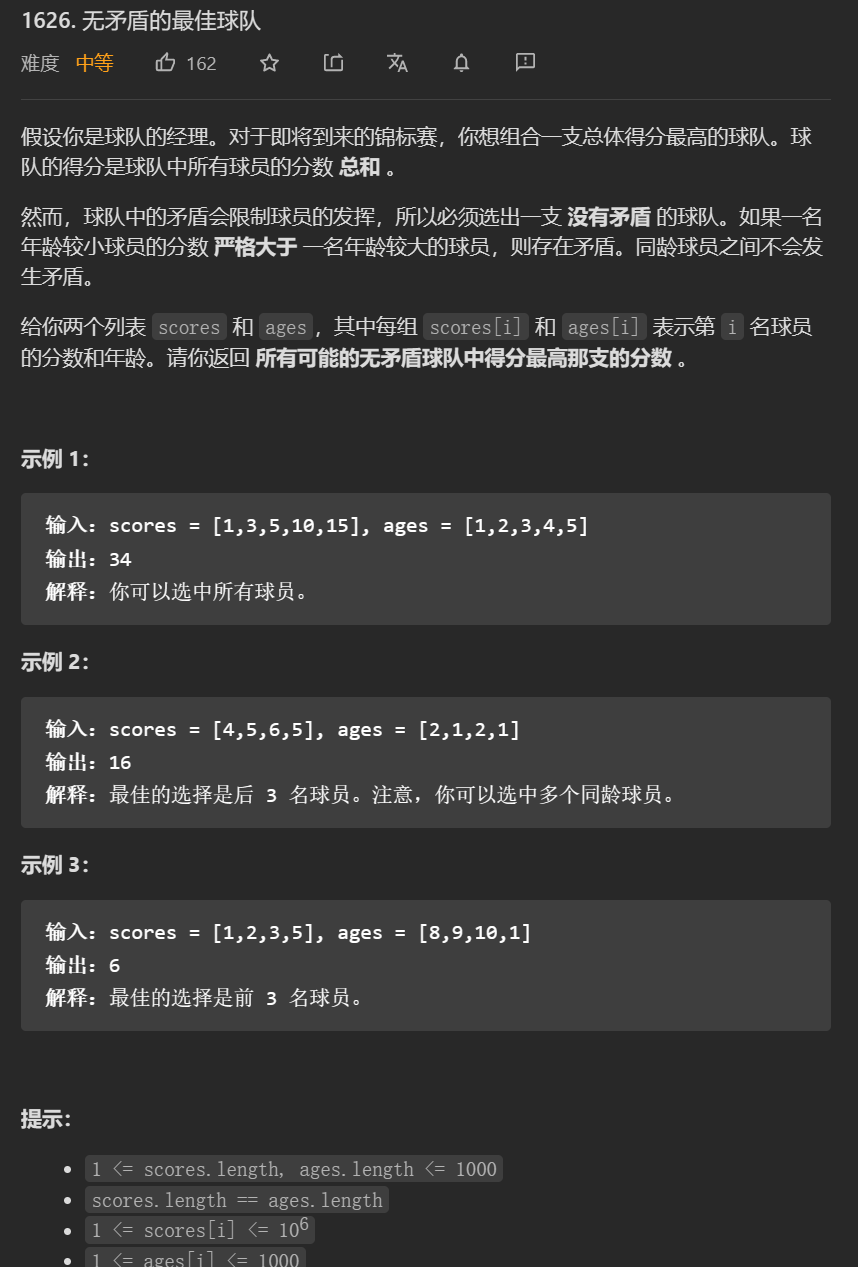 1626. 无矛盾的最佳球队
难度 中等 162
假设你是球队的经理。对于即将到来的锦标赛，你想组合一支总体得分最高的球队。球
队的得分是球队中所有球员的分数 总和 。
然而，球队中的矛盾会限制球员的发挥，所以必须选出一支 没有矛盾 的球队。如果一名
年龄较小球员的分数 严格大于 一名年龄较大的球员，则存在矛盾。同龄球员之间不会发
生矛盾。
给你两个列表 scores 和 ages，其中每组 scores[i] 和 ages[i] 表示第 i 名球员
的分数和年龄。请你返回 所有可能的无矛盾球队中得分最高那支的分数 。
示例 1：
输入：scores = [1,3,5,10,15], ages = [1,2,3,4,5]
输出：34
解释：你可以选中所有球员。
示例 2：
输入：scores = [4,5,6,5], ages = [2,1,2,1]
输出：16
解释：最佳的选择是后 3 名球员。注意，你可以选中多个同龄球员。
示例 3：
输入：scores = [1,2,3,5], ages = [8,9,10,1]
输出：6
解释：最佳的选择是前 3 名球员。
提示：
1 <= scores.length, ages.length <= 1000
scores.length == ages.length
1 <= scores[i] <= 10⁶
1 <= ages[i] <= 1000